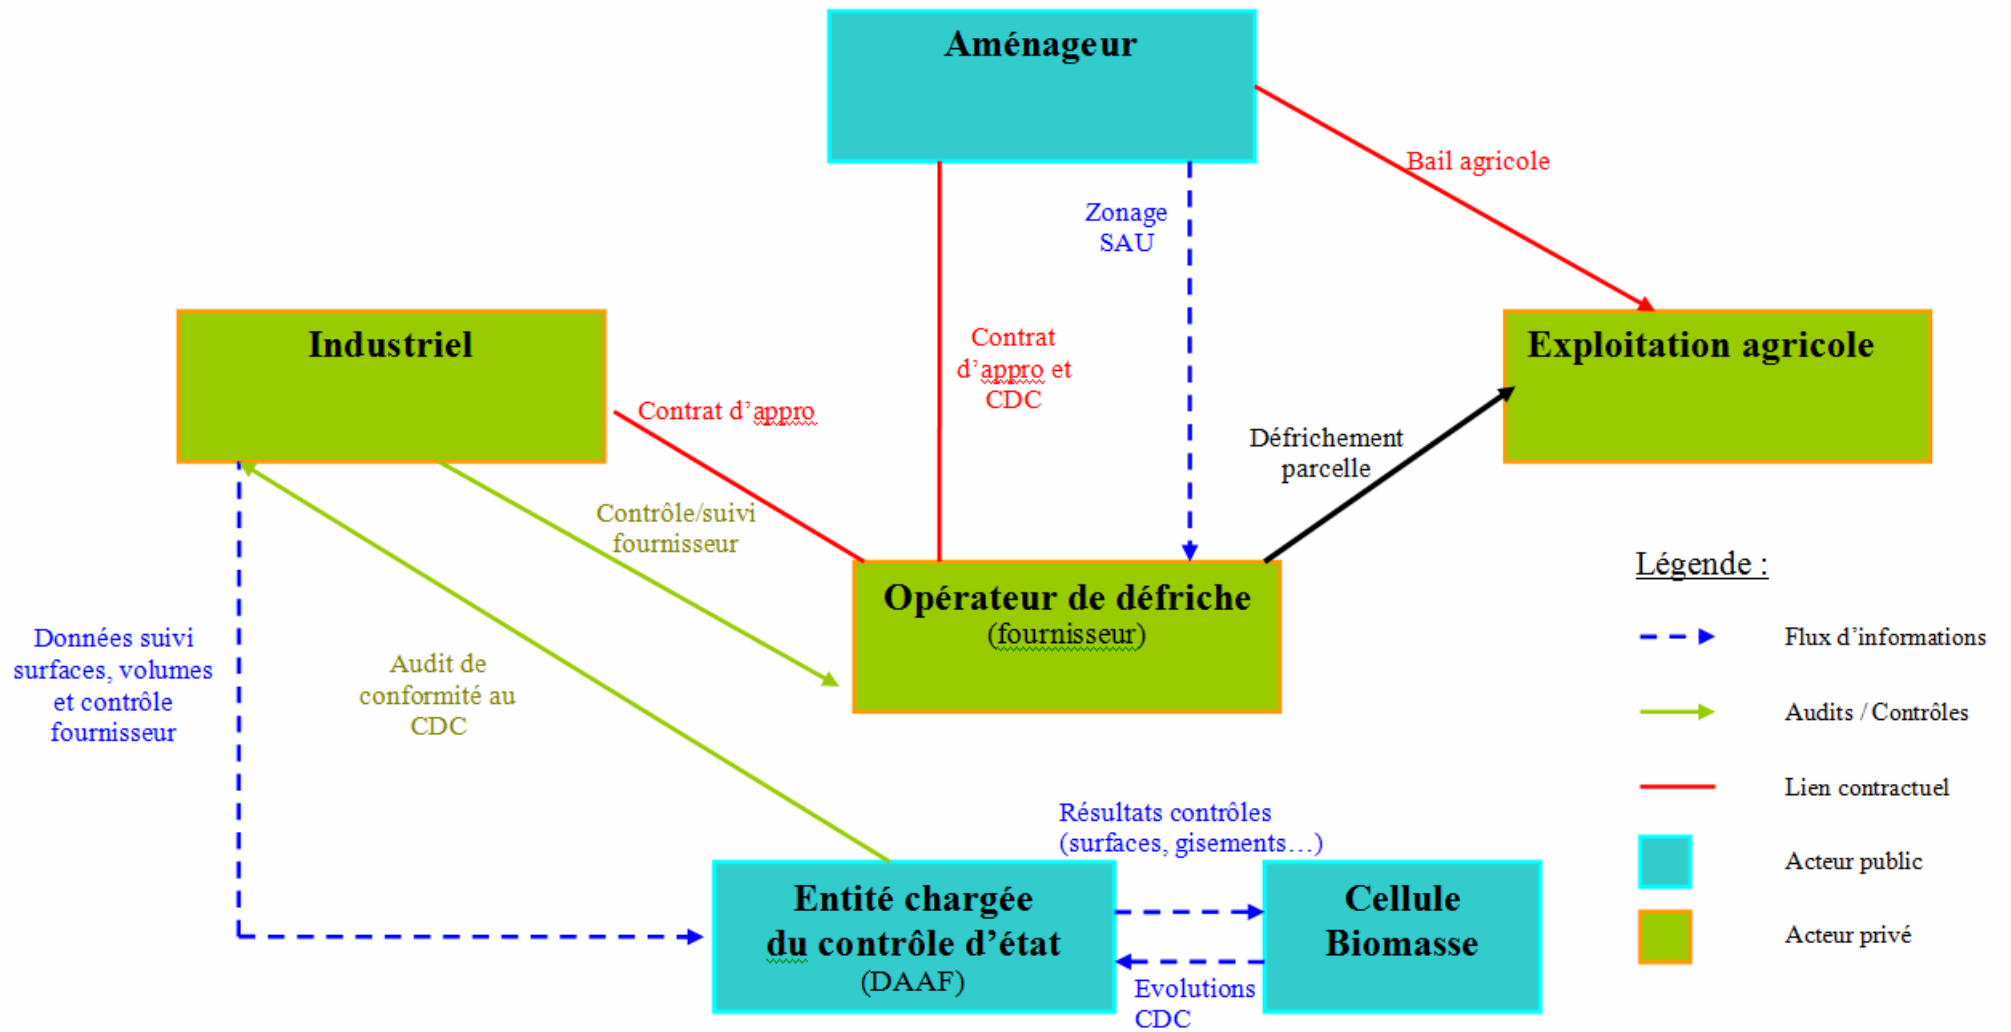 Aménageur
Bail agricole
Zonage
SAU
Industriel
Contrat
d’appro et
CDC
Exploitation agricole
Contrat d’appro
Défrichement
parcelle
Contrôle/suivi
fournisseur
Opérateur de défriche
(fournisseur)
Données suivi
surfaces, volumes
et contrôle
fournisseur
Audit de
conformité au
CDC
Résultats contrôles
(surfaces, gisements…)
Entité chargée
du contrôle d’état
(DAAF)
Cellule
Biomasse
Evolutions
CDC
Légende :
Flux d’informations
Audits / Contrôles
Lien contractuel
Acteur public
Acteur privé